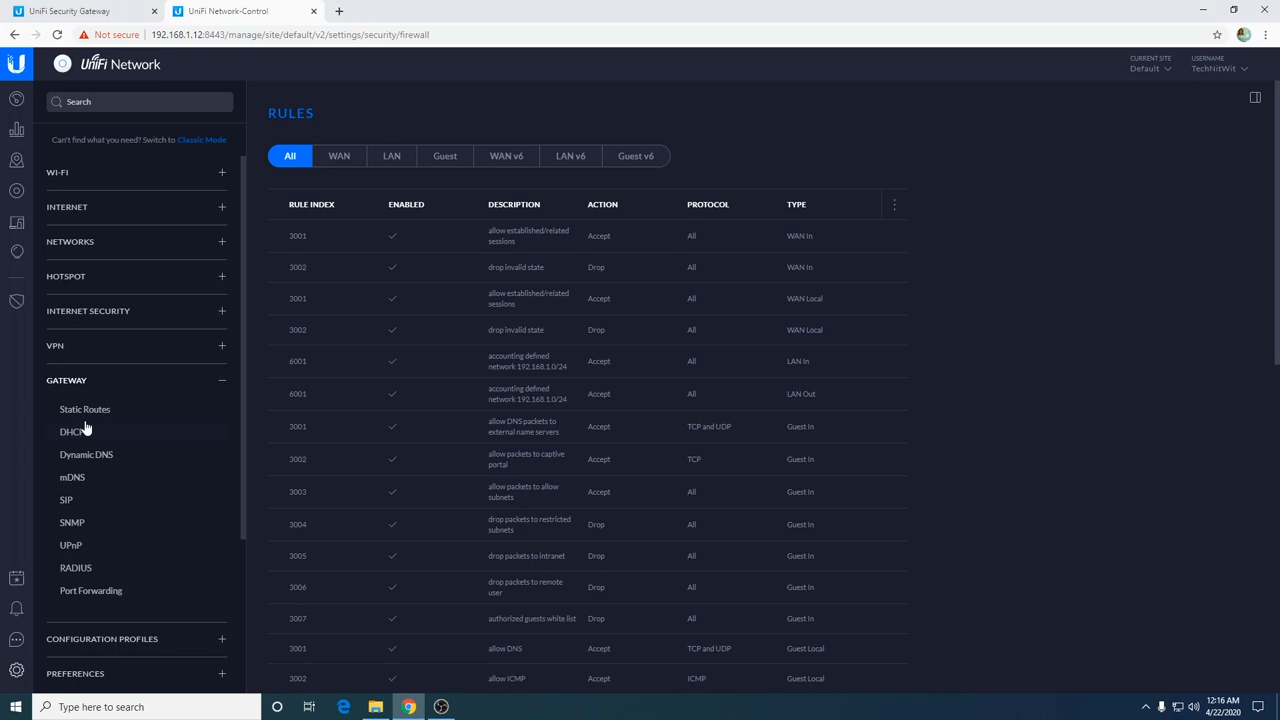 UniFi Security Gateway
UniFi Network-Control
Not secure
192.168.1.12:8443/manage/site/default/v2/settings/security/firewall
UniFi Network
CURRENT SITE
Default
USERNAME
TechNitWit
Search
Can't find what you need? Switch to Classic Mode
WI-FI
INTERNET
NETWORKS
HOTSPOT
INTERNET SECURITY
VPN
GATEWAY
Static Routes
DHCP
Dynamic DNS
mDNS
SIP
SNMP
UPnP
RADIUS
Port Forwarding
CONFIGURATION PROFILES
PREFERENCES
RULES
All WAN LAN Guest WAN v6 LAN v6 Guest v6
RULE INDEX ENABLED DESCRIPTION ACTION PROTOCOL TYPE
3001 allow established/related sessions Accept All WAN In
3002 drop invalid state Drop All WAN In
3001 allow established/related sessions Accept All WAN Local
3002 drop invalid state Drop All WAN Local
6001 accounting defined network 192.168.1.0/24 Accept All LAN In
6001 accounting defined network 192.168.1.0/24 Accept All LAN Out
3001 allow DNS packets to external name servers Accept TCP and UDP Guest In
3002 allow packets to captive portal Accept TCP Guest In
3003 allow packets to allow subnets Accept All Guest In
3004 drop packets to restricted subnets Drop All Guest In
3005 drop packets to intranet Drop All Guest In
3006 drop packets to remote user Drop All Guest In
3007 authorized guests white list Drop All Guest In
3001 allow DNS Accept TCP and UDP Guest Local
3002 allow ICMP Accept ICMP Guest Local
Type here to search
12:16 AM
4/22/2020